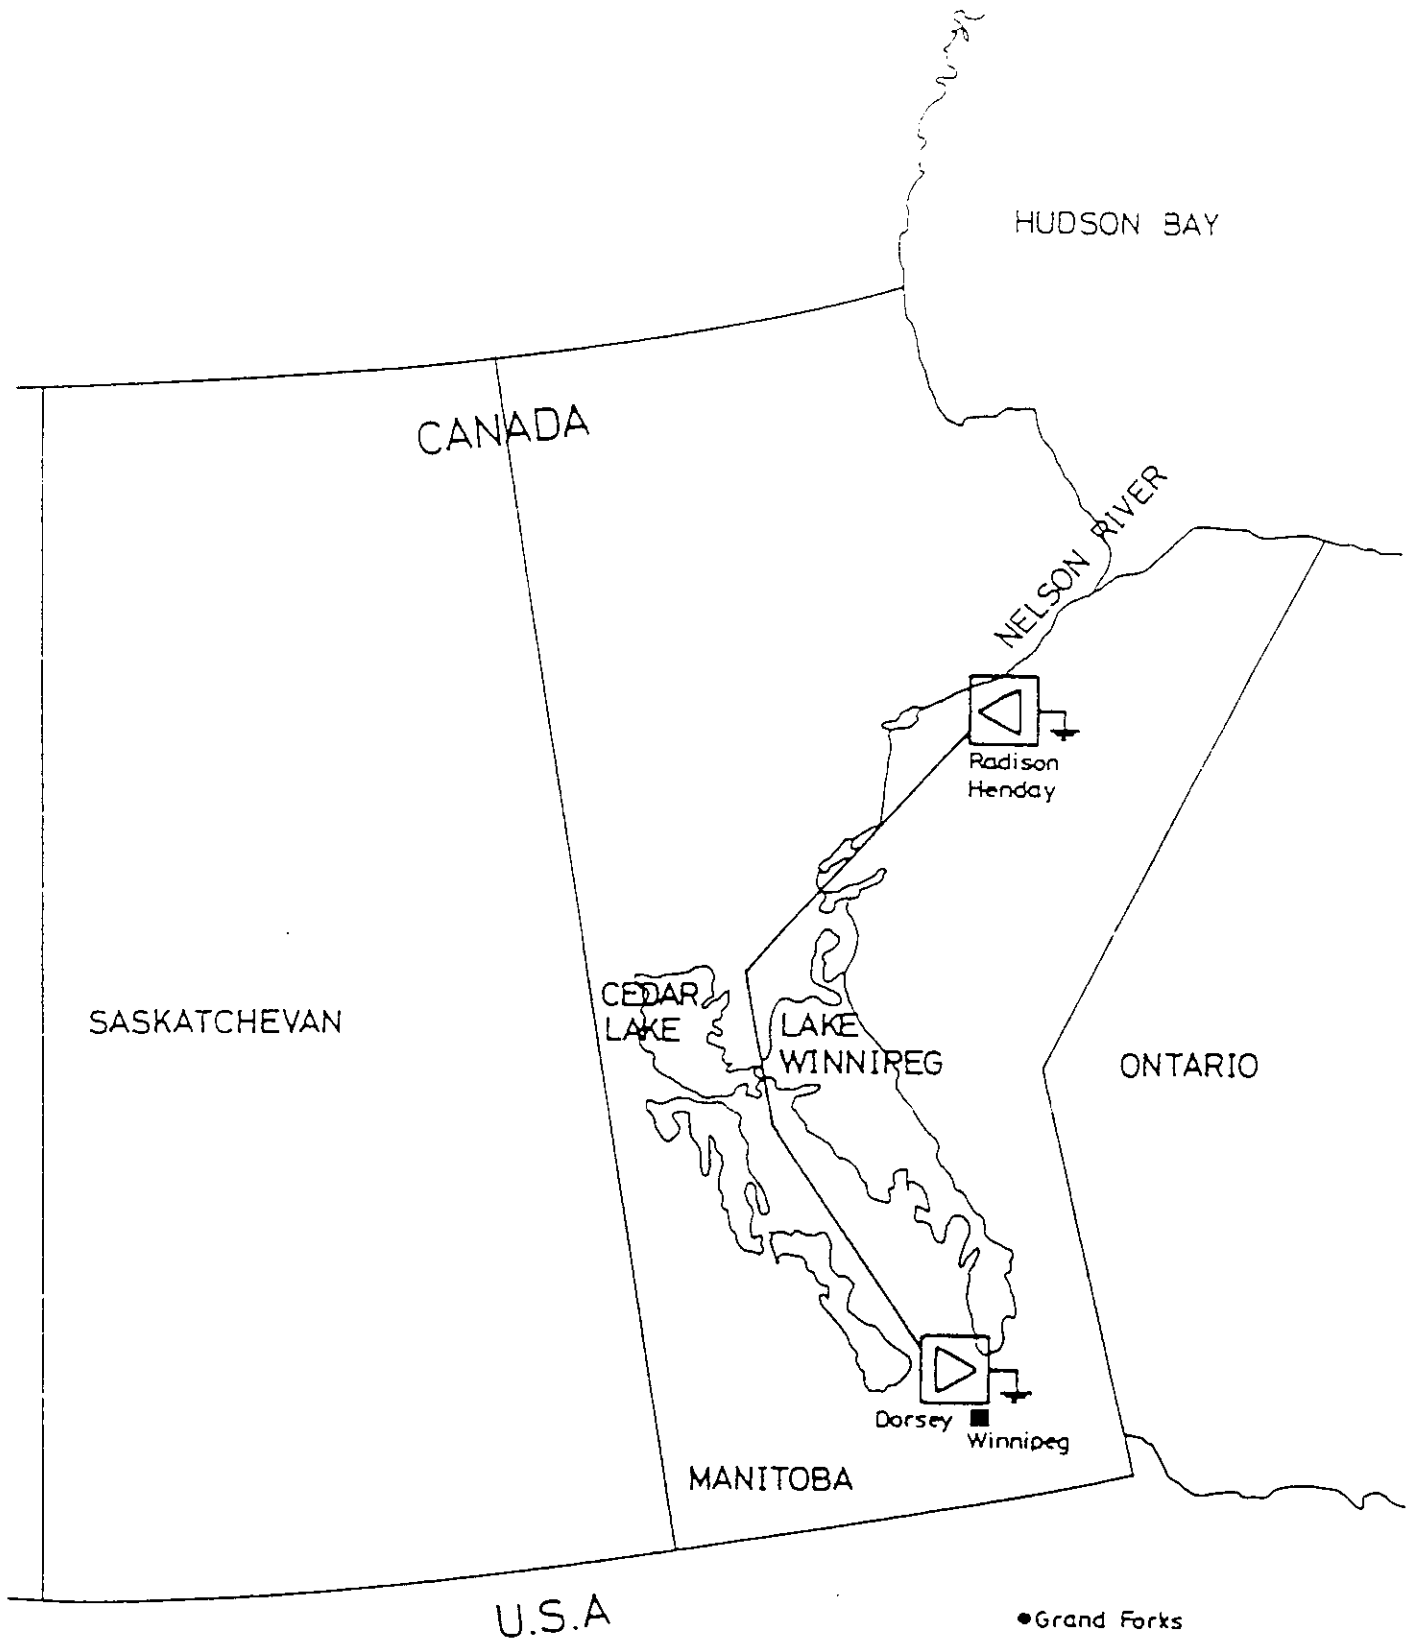 HUDSON BAY
CANADA
NELSON RIVER
Radison
Henday
CEDAR
LAKE
LAKE
WINNIPEG
SASKATCHEVAN
ONTARIO
Dorsey
Winnipeg
MANITOBA
U.S.A
Grand Forks